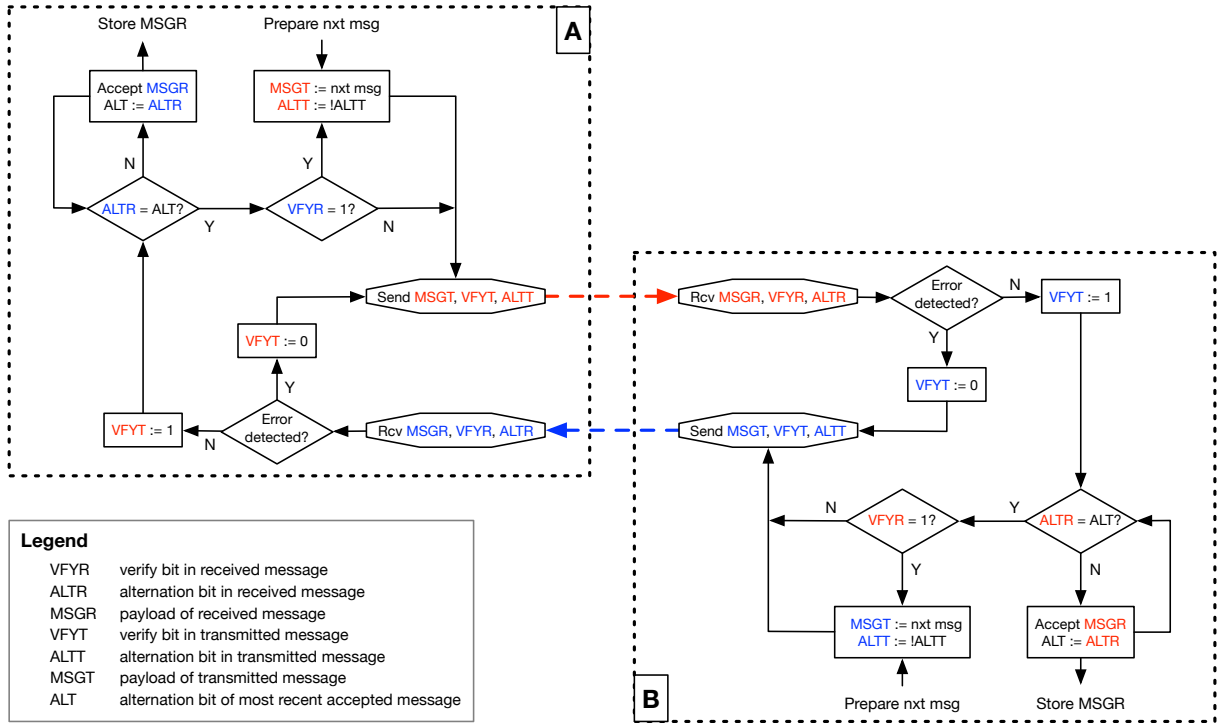 Store MSGR
Prepare nxt msg
A
Accept MSGR
ALT := ALTR
MSGT := nxt msg
ALTT := !ALTT
N
Y
ALTR = ALT?
Y
VFYR = 1?
N
Send MSGT, VFYT, ALTT
VFYT := 0
Y
VFYT := 1
N
Error
detected?
Rcv MSGR, VFYR, ALTR
Rcv MSGR, VFYR, ALTR
Error
detected?
N
VFYT := 1
Y
VFYT := 0
Send MSGT, VFYT, ALTT
N
VFYR = 1?
Y
ALTR = ALT?
Y
N
MSGT := nxt msg
ALTT := !ALTT
Accept MSGR
ALT := ALTR
B
Prepare nxt msg
Store MSGR
Legend
VFYR verify bit in received message
ALTR alternation bit in received message
MSGR payload of received message
VFYT verify bit in transmitted message
ALTT alternation bit in transmitted message
MSGT payload of transmitted message
ALT alternation bit of most recent accepted message